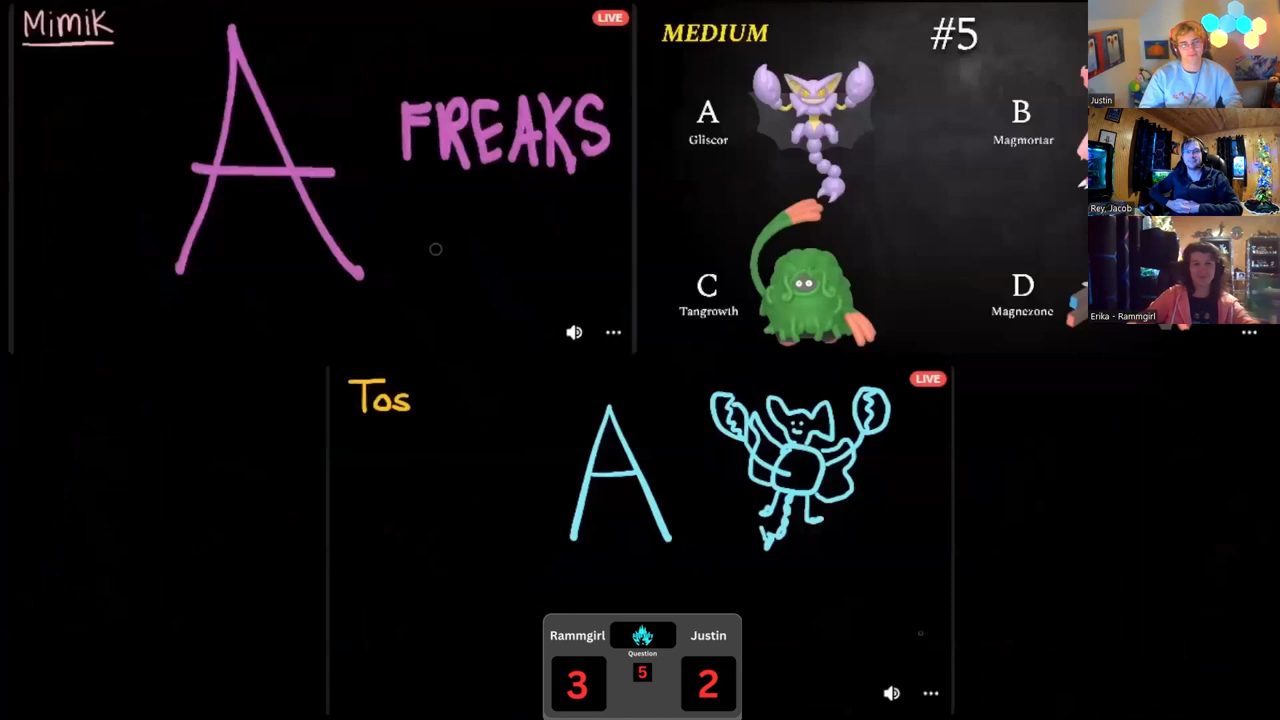 Mimik
LIVE
A FREAKS
MEDIUM
#5
A
Gliscor
B
Magmortar
C
Tangrowth
D
Magnezone
Justin
Rey, Jacob
Erika - Rammgirl
Tos
LIVE
A
Rammgirl
Justin
Question
3
5
2